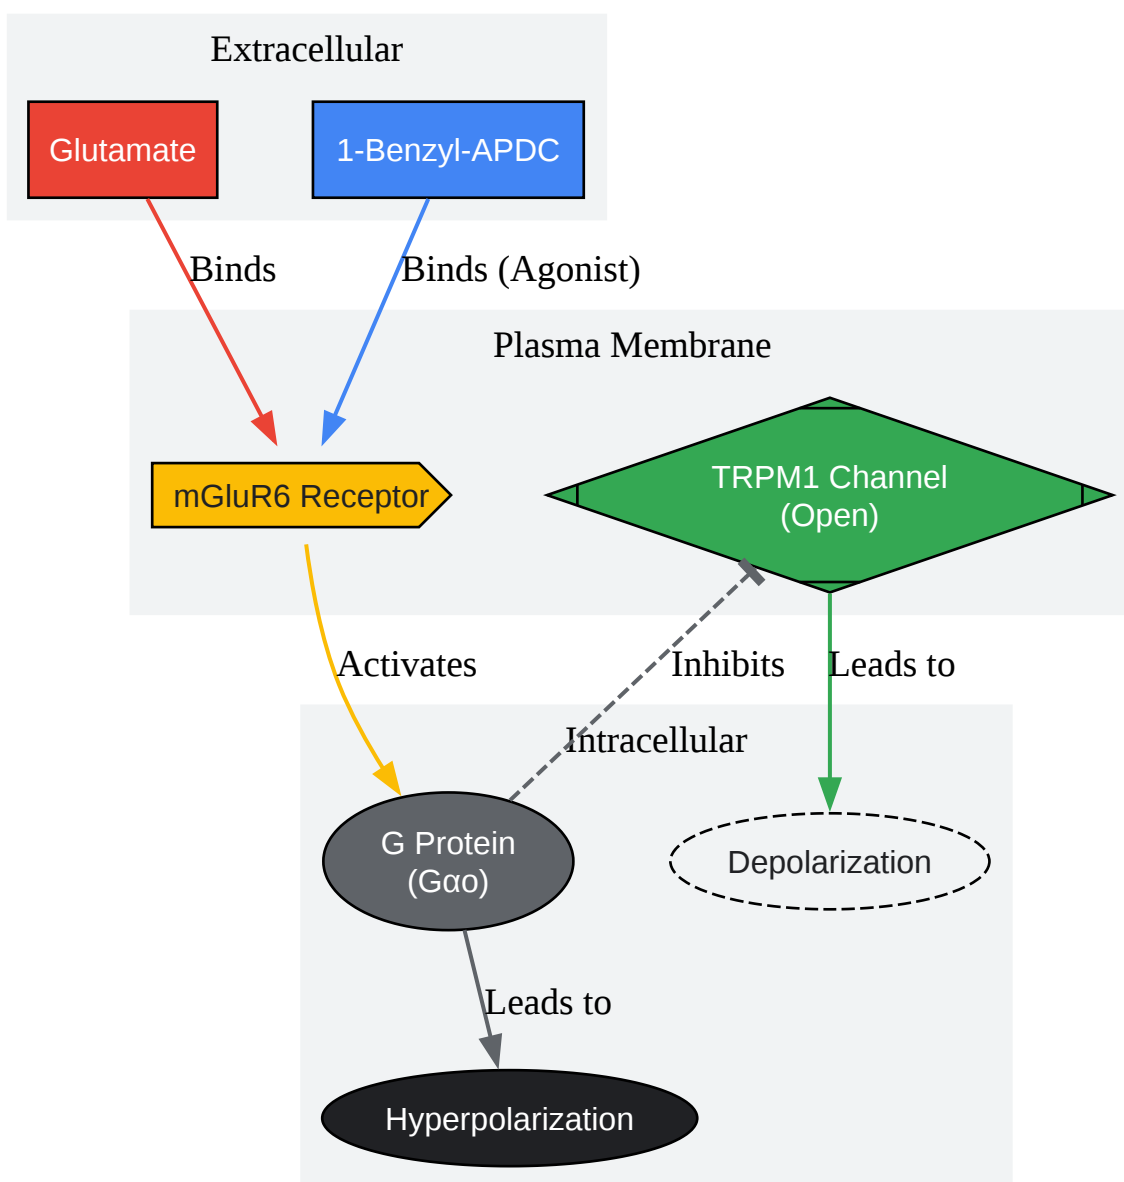 Extracellular
Glutamate
1-Benzyl-APDC
Binds
Binds (Agonist)
Plasma Membrane
mGluR6 Receptor
TRPM1 Channel
(Open)
Activates
Inhibits
Leads to
Intracellular
G Protein
(Gαo)
Depolarization
Leads to
Hyperpolarization